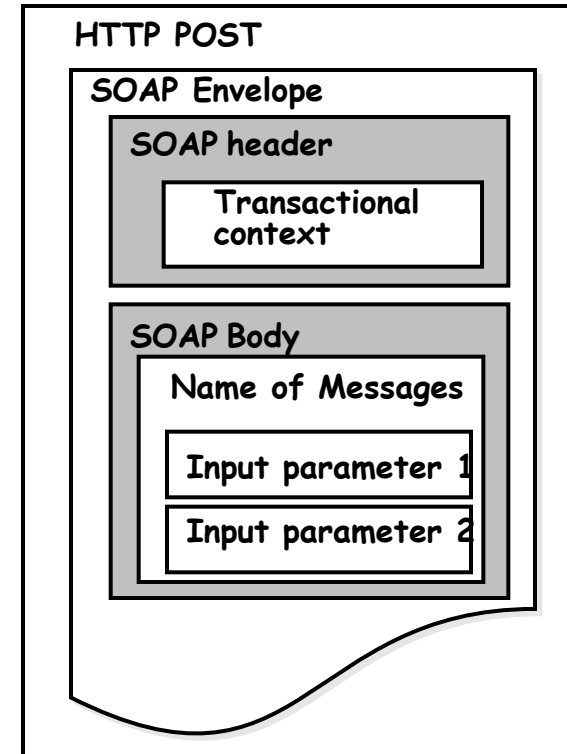 HTTP POST
SOAP Envelope
SOAP header
Transactional
context
SOAP Body
Name of Messages
Input parameter 1
Input parameter 2